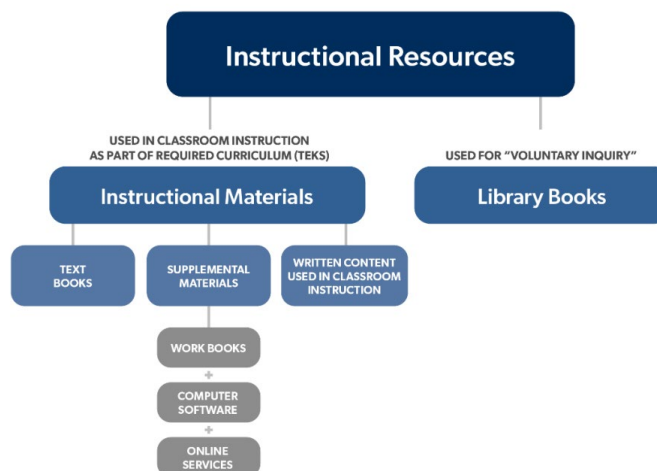 Instructional Resources
USED IN CLASSROOM INSTRUCTION
AS PART OF REQUIRED CURRICULUM (TEKS)
USED FOR “VOLUNTARY INQUIRY”
Instructional Materials
Library Books
TEXT
BOOKS
SUPPLEMENTAL
MATERIALS
WRITTEN CONTENT
USED IN CLASSROOM
INSTRUCTION
WORK BOOKS
+
COMPUTER
SOFTWARE
+
ONLINE
SERVICES